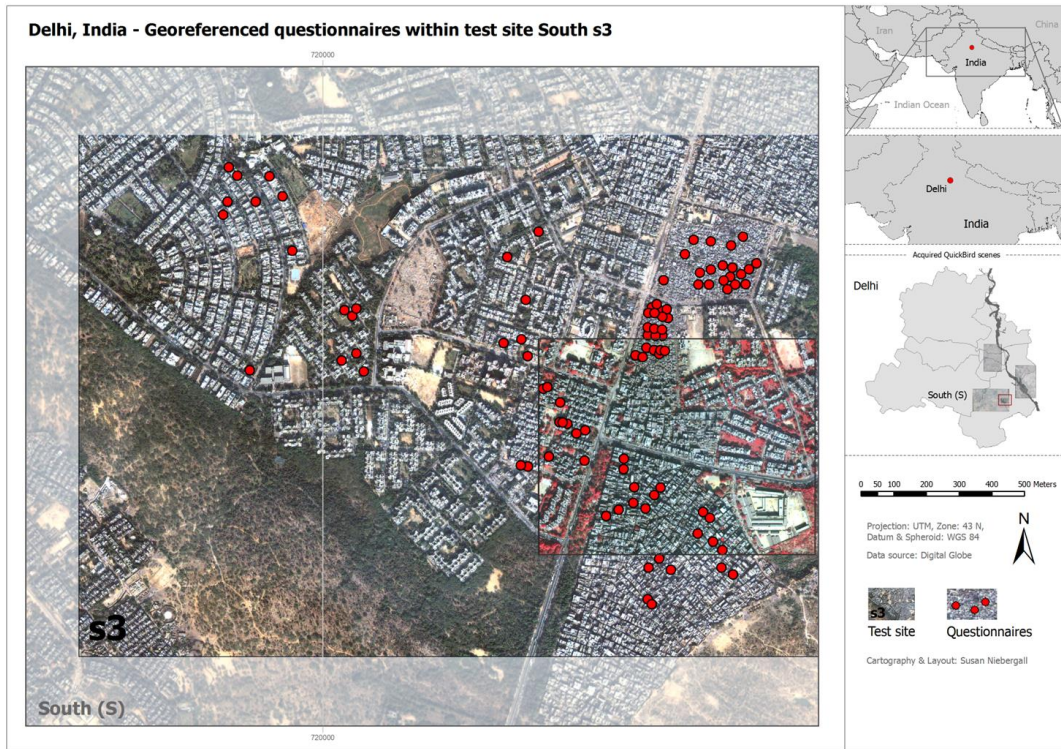 Delhi, India - Georeferenced questionnaires within test site South s3
720000
s3
South (S)
720000
Iran
China
India
Indian Ocean
Delhi
India
Acquired QuickBird scenes
Delhi
South (S)
0 50 100 200 300 400 500 Meters
Projection: UTM, Zone: 43 N,
Datum & Spheroid: WGS 84
Data source: Digital Globe
N
s3
Test site
Questionnaires
Cartography & Layout: Susan Niebergall